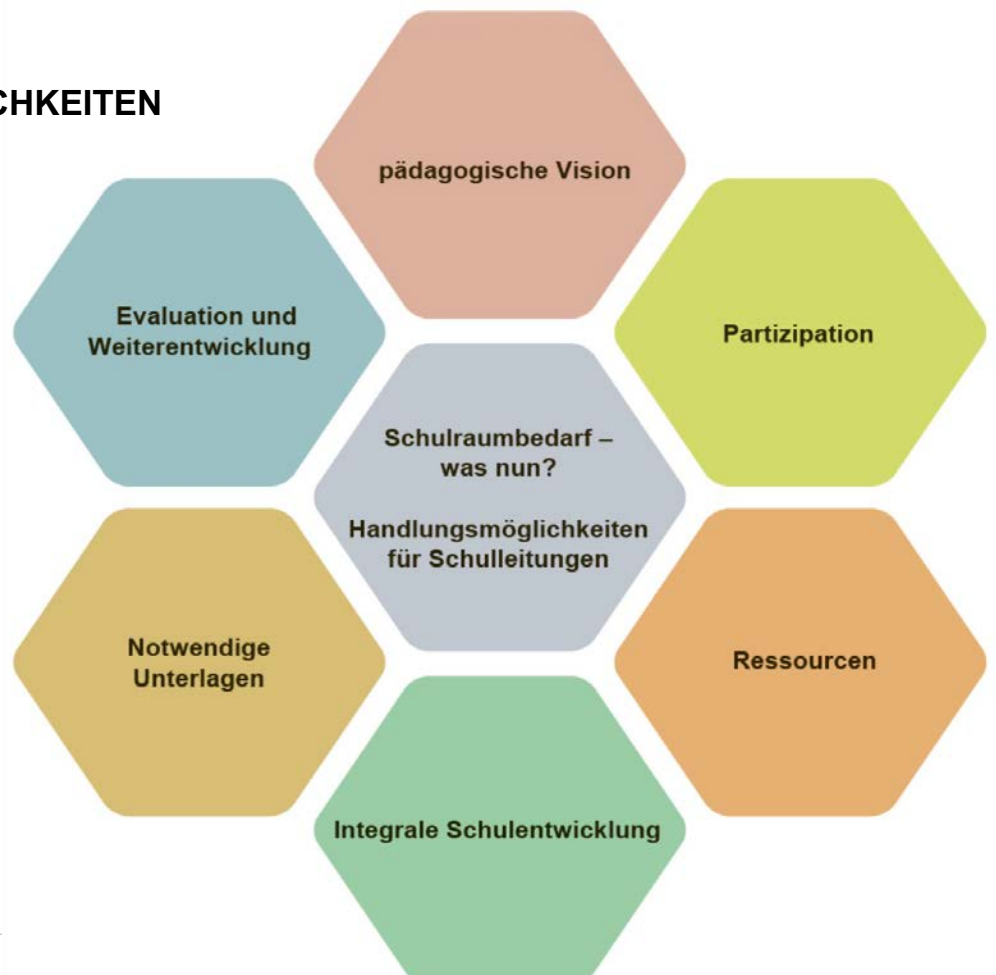 CHKEITEN
pädagogische Vision
Evaluation und
Weiterentwicklung
Partizipation
Schulraumbedarf –
was nun?
Handlungsmöglichkeiten
für Schulleitungen
Notwendige
Unterlagen
Ressourcen
Integrale Schulentwicklung